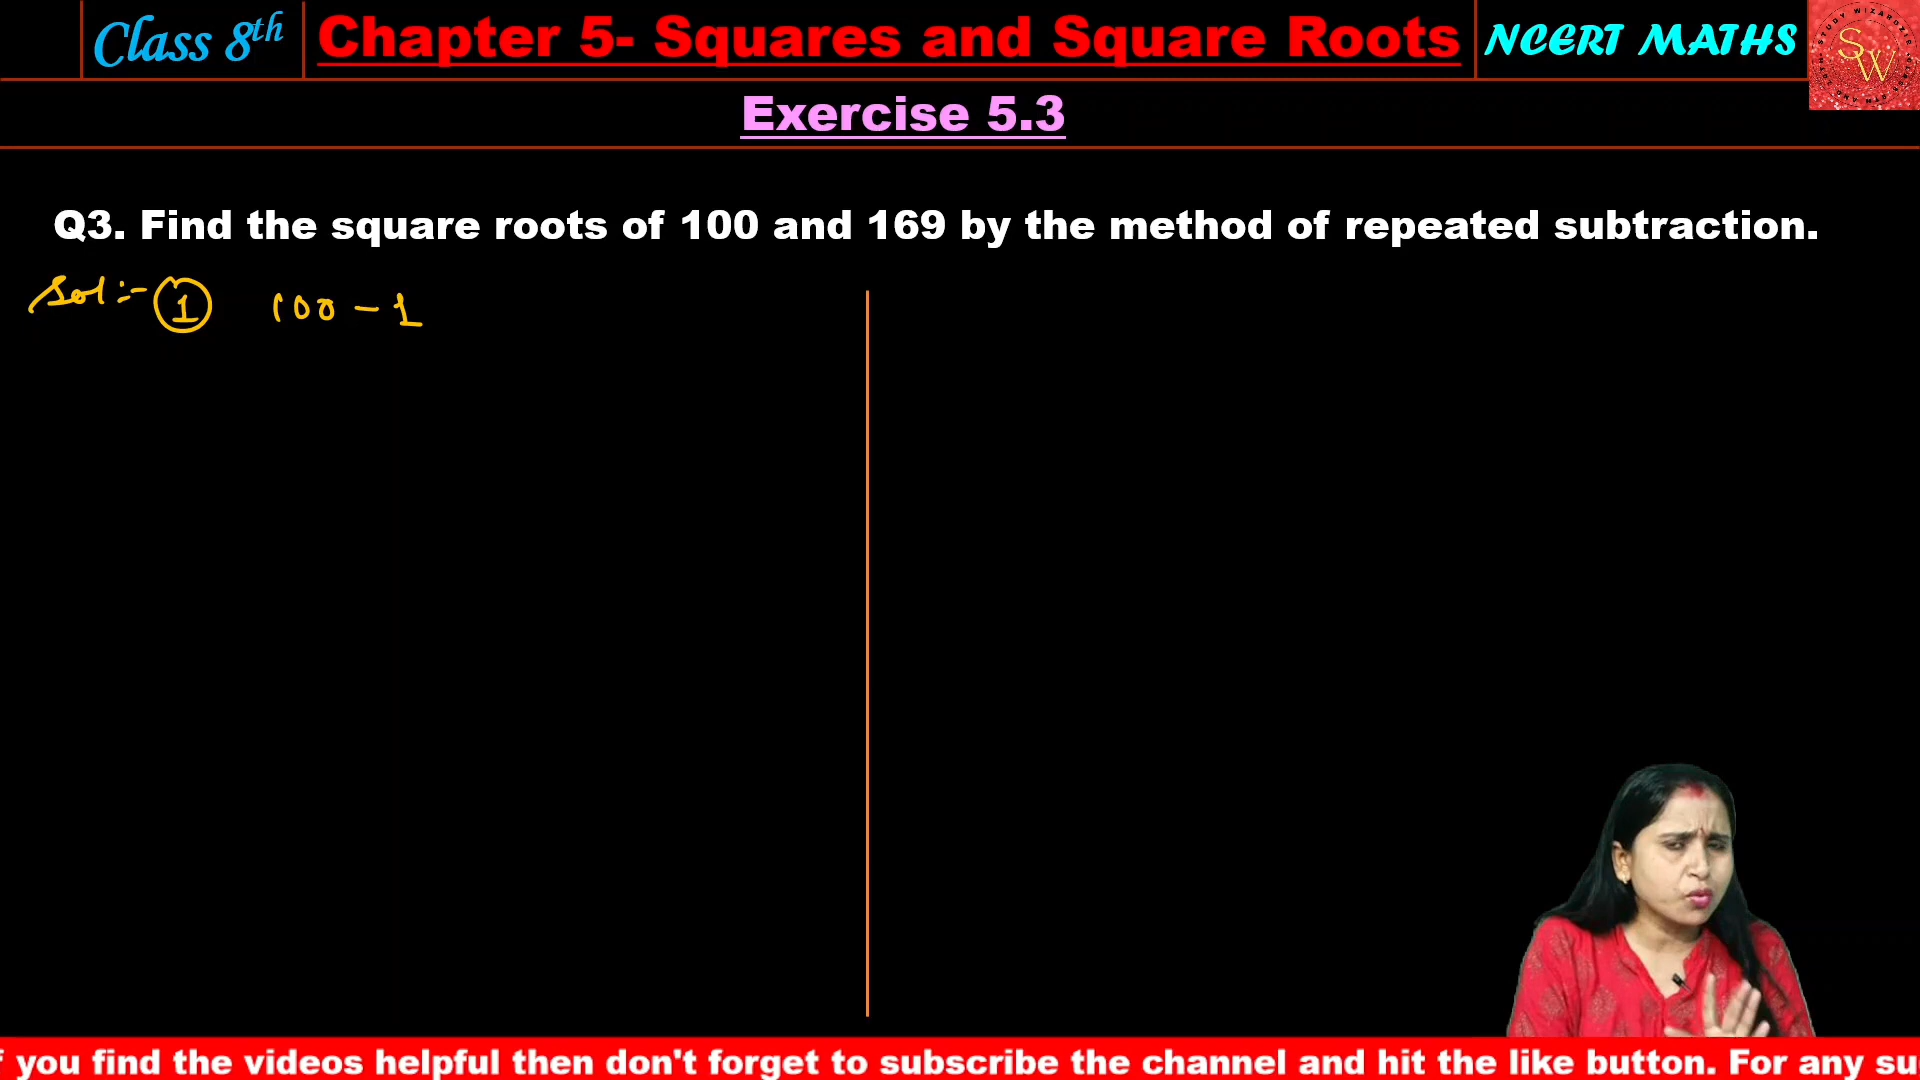 Class 8th
Chapter 5- Squares and Square Roots
NCERT MATHS
SW
Exercise 5.3
Q3. Find the square roots of 100 and 169 by the method of repeated subtraction.
Sol:- 1 100 - 1
you find the videos helpful then don't forget to subscribe the channel and hit the like button. For any su